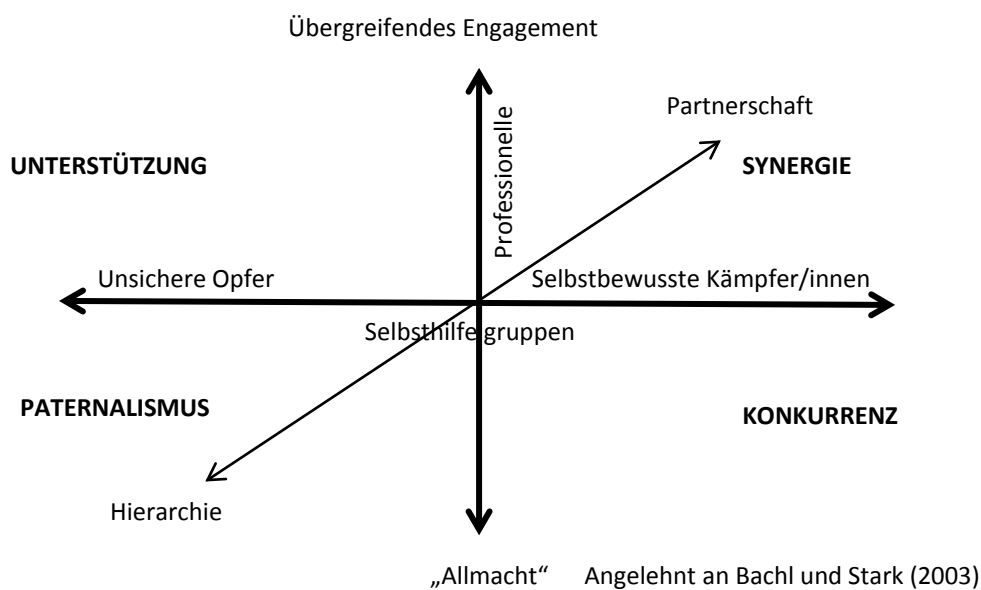 Übergreifendes Engagement
Professionelle
Partnerschaft
UNTERSTÜTZUNG
SYNERGIE
Unsichere Opfer
Selbstbewusste Kämpfer/innen
Selbsthilfegruppen
PATERNALISMUS
KONKURRENZ
Hierarchie
„Allmacht“ Angelehnt an Bachl und Stark (2003)